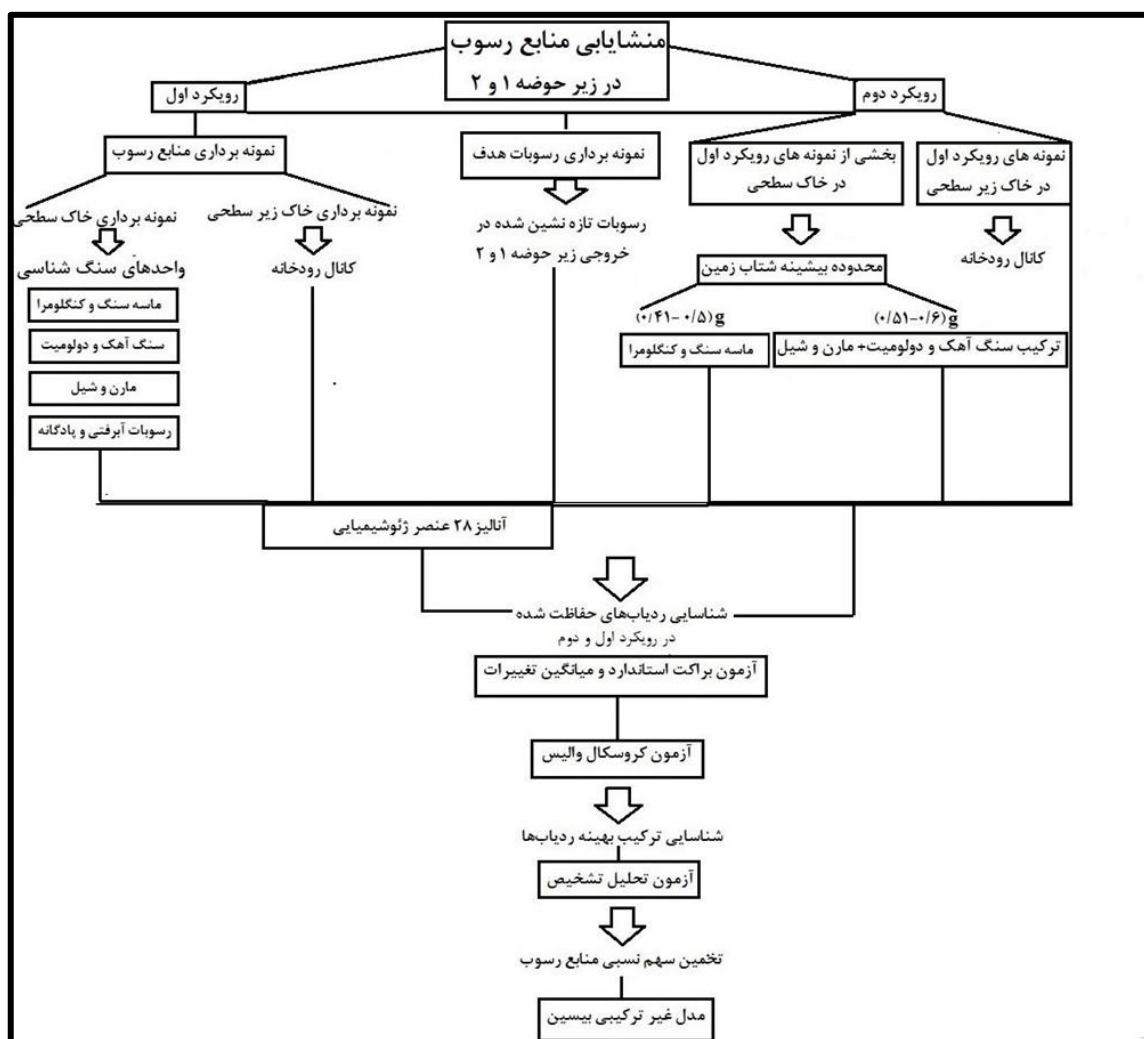 منشایابی منابع رسوب
در زیر حوضه ۱ و ۲
رویکرد اول
رویکرد دوم
نمونه برداری منابع رسوب
نمونه برداری رسوبات هدف
بخشی از نمونه های رویکرد اول
در خاک سطحی
نمونه های رویکرد اول
در خاک زیر سطحی
نمونه برداری خاک سطحی
نمونه برداری خاک زیر سطحی
رسوبات تازه نشین شده در
خروجی زیر حوضه ۱ و ۲
کانال رودخانه
واحدهای سنگ شناسی
کانال رودخانه
محدوده بیشینه شتاب زمین
ماسه سنگ و کنگلومرا
سنگ آهک و دولومیت
مارن و شیل
رسوبات آبرفتی و پادگانه
(۰/۴۱-۰/۵)g
(۰/۵۱-۰/۶)g
ماسه سنگ و کنگلومرا
ترکیب سنگ آهک و دولومیت+ مارن و شیل
آنالیز ۲۸ عنصر ژئوشیمیایی
شناسایی ردیاب‌های حفاظت شده
در رویکرد اول و دوم
آزمون براکت استاندارد و میانگین تغییرات
آزمون کروسکال والیس
شناسایی ترکیب بهینه ردیاب‌ها
آزمون تحلیل تشخیص
تخمین سهم نسبی منابع رسوب
مدل غیر ترکیبی بیسین